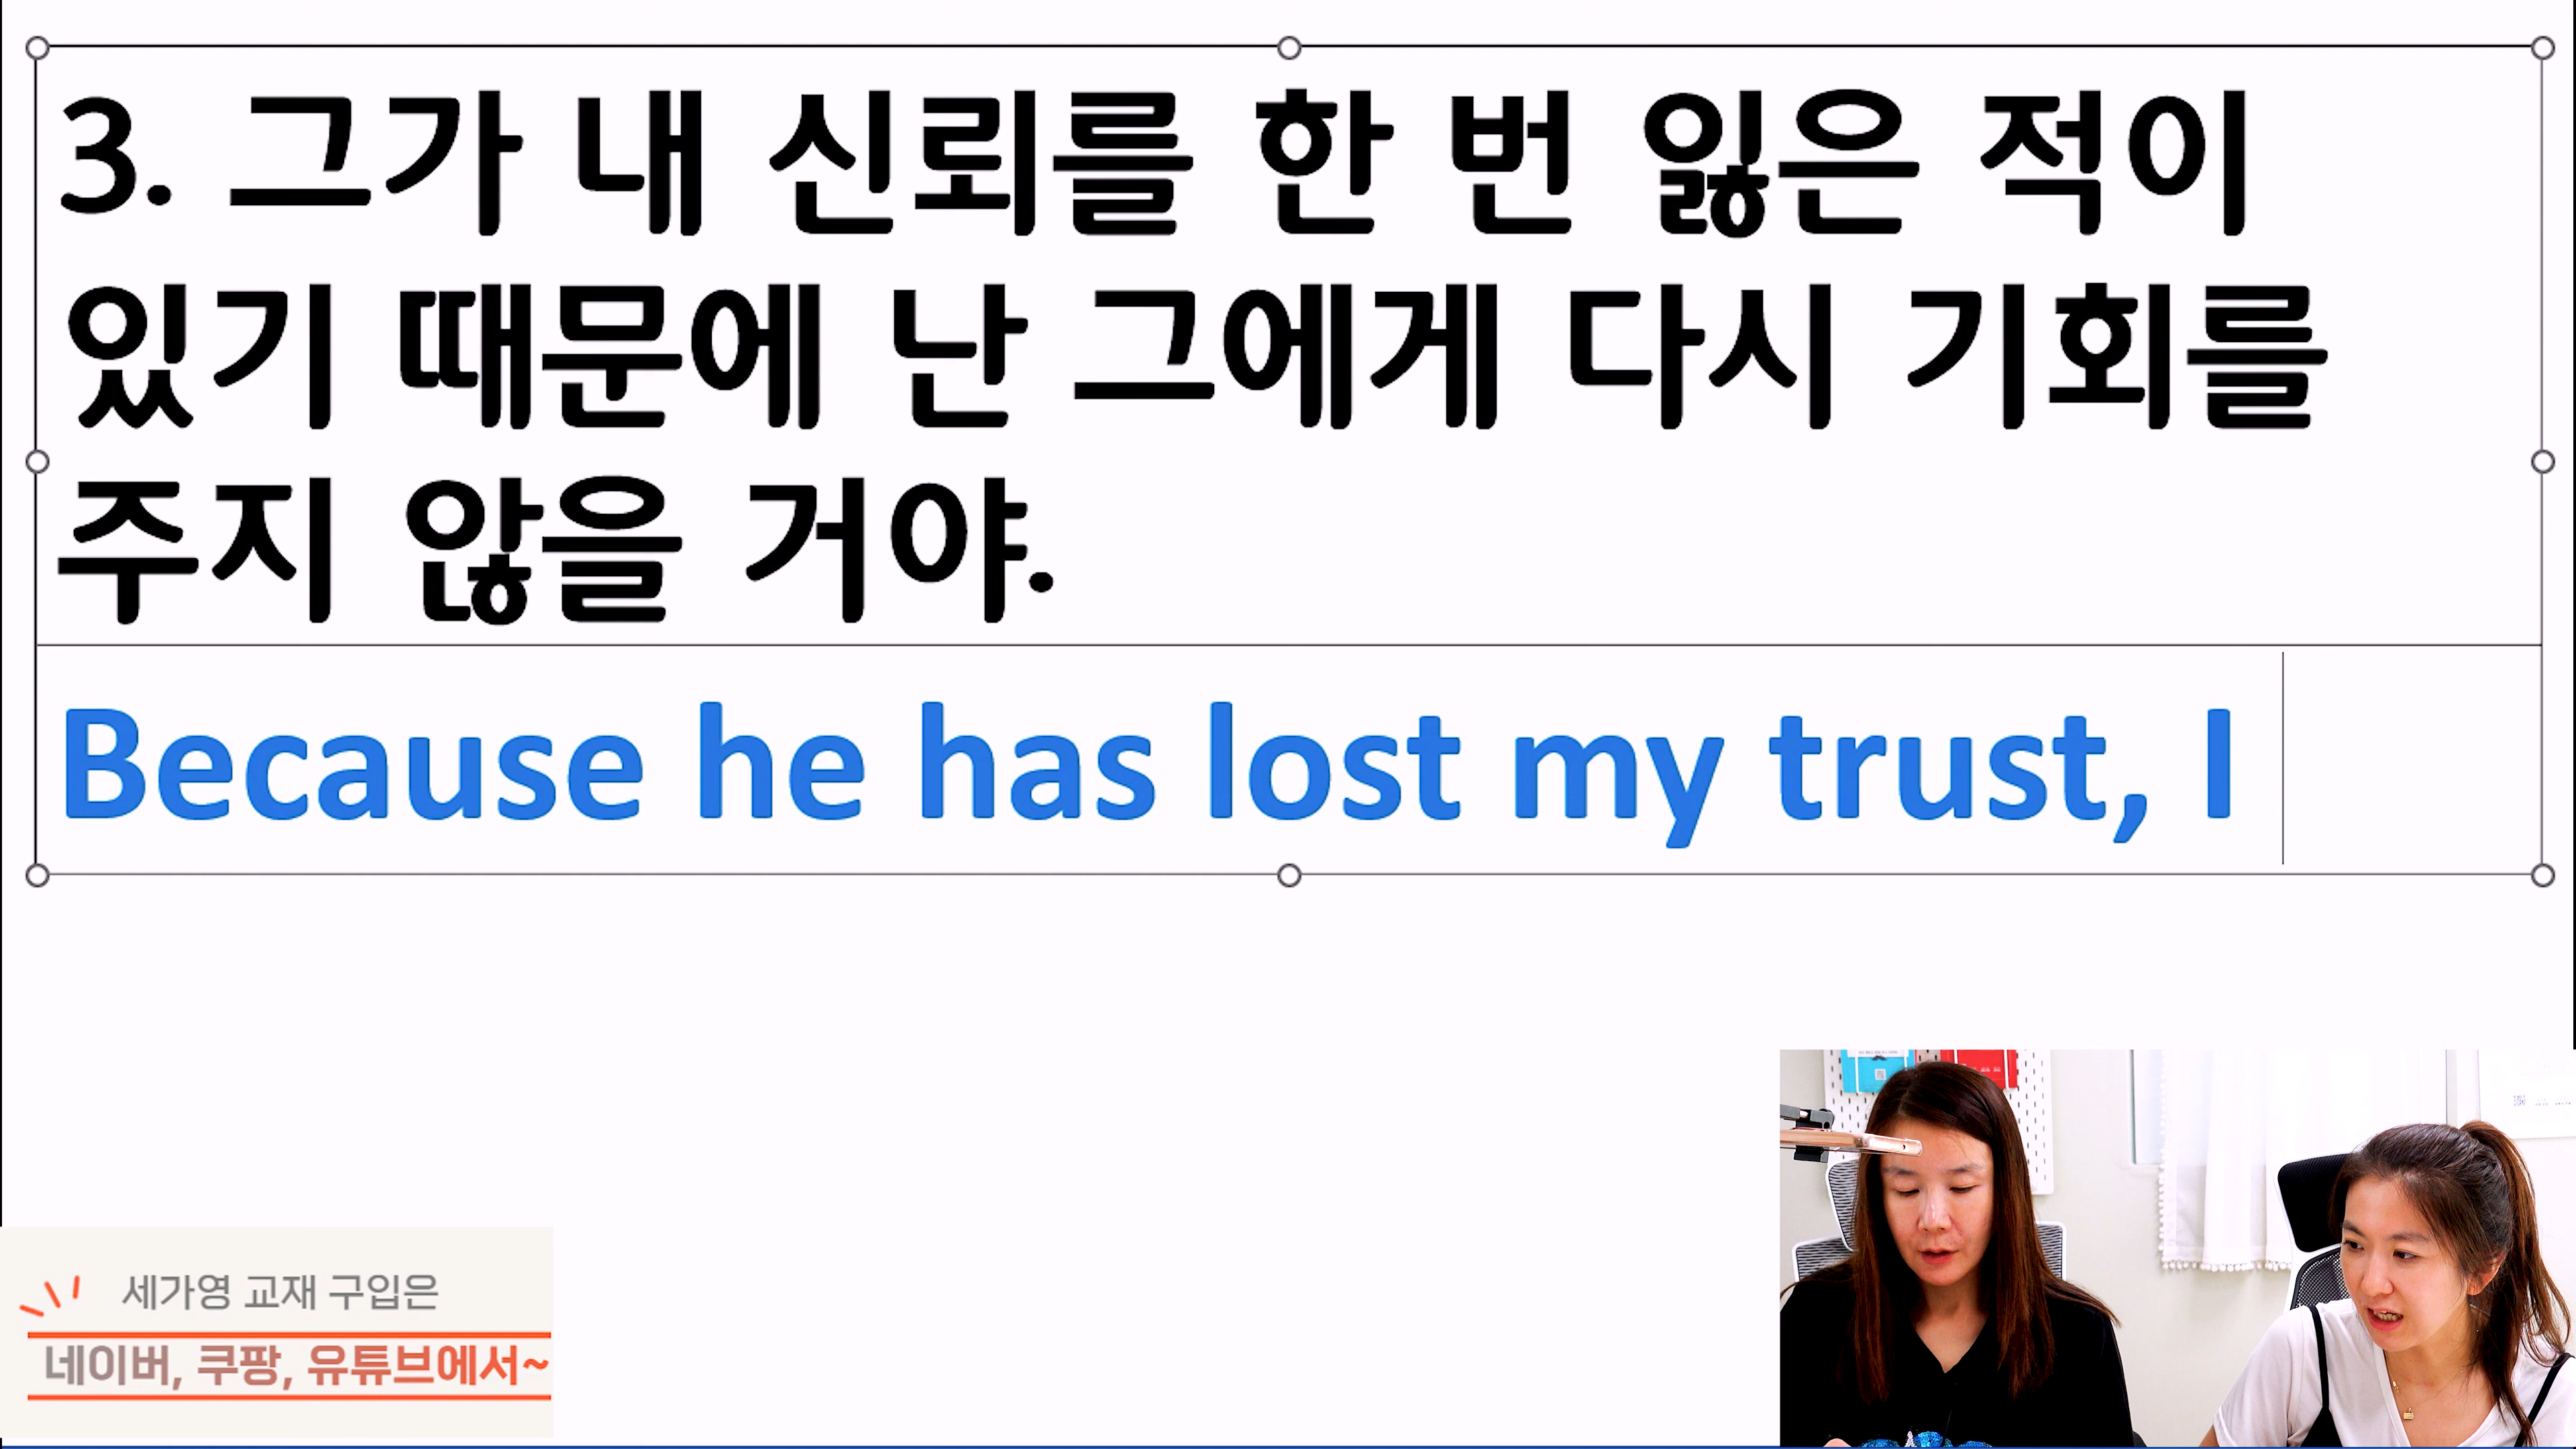 3. 그가 내 신뢰를 한 번 잃은 적이
있기 때문에 난 그에게 다시 기회를
주지 않을 거야.
Because he has lost my trust, I
세가영 교재 구입은
네이버, 쿠팡, 유튜브에서~